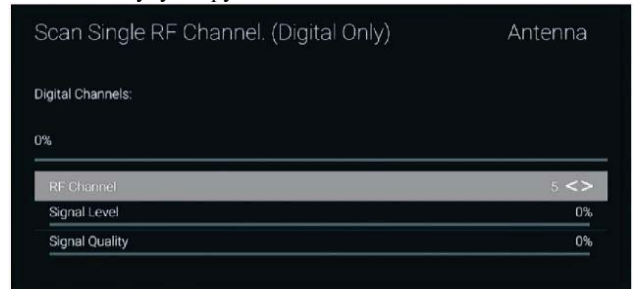 Scan Single RF Channel. (Digital Only) Antenna
Digital Channels:
0%
RF Channel 5 < >
Signal Level 0%
Signal Quality 0%